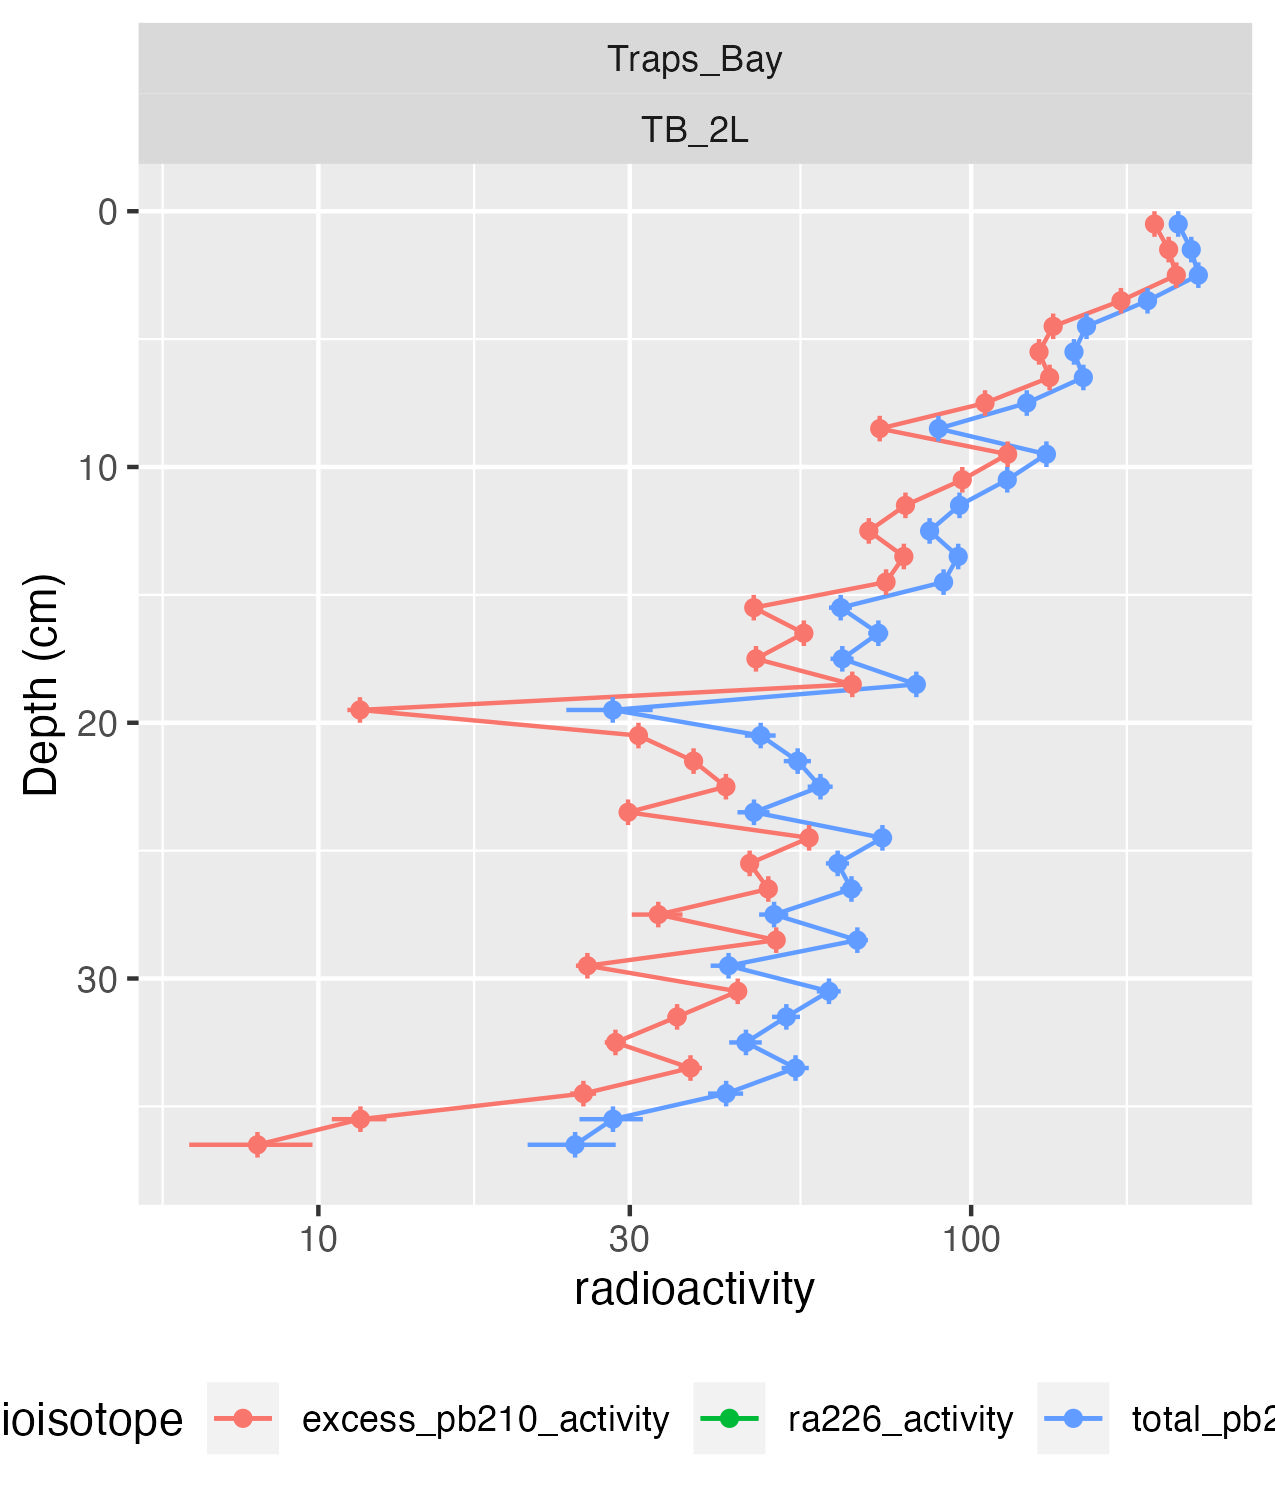 Traps_Bay
TB_2L
0
10
20
30
Depth (cm)
10 30 100
radioactivity
ioisotope excess_pb210_activity ra226_activity total_pb2